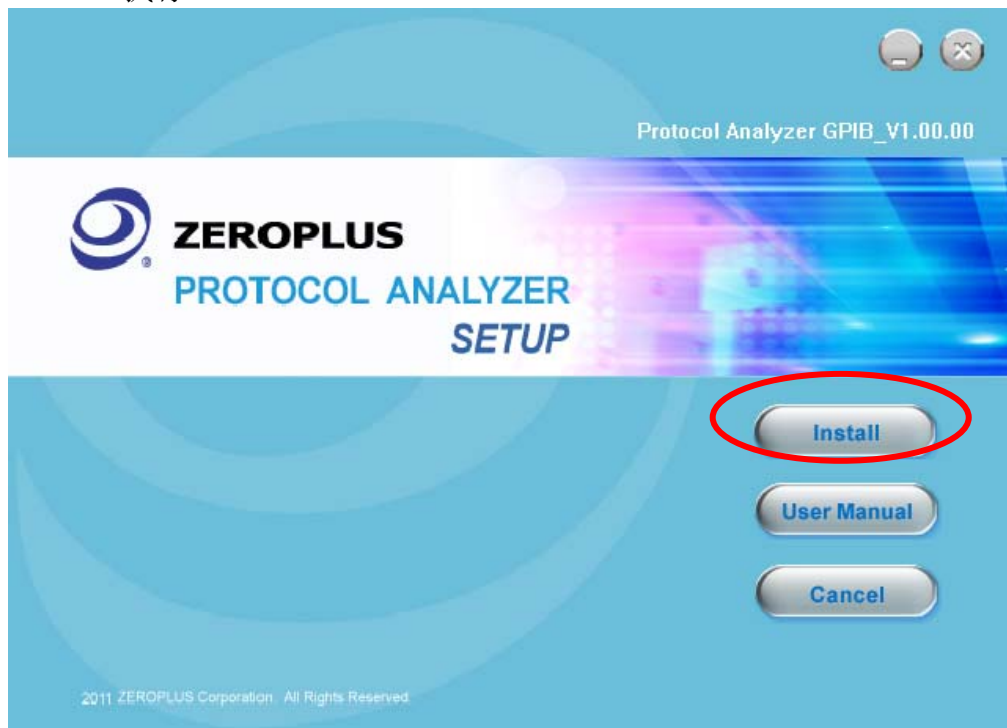 Protocol Analyzer GPIB_V1.00.00
ZEROPLUS
®
PROTOCOL ANALYZER
SETUP
Install
User Manual
Cancel
2011 ZEROPLUS Corporation. All Rights Reserved.